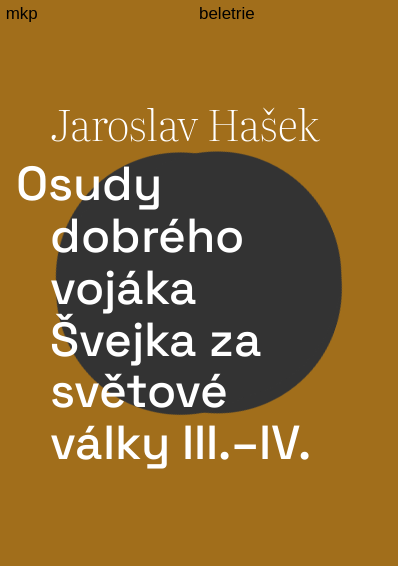 mkp beletrie
Jaroslav Hašek
Osudy
dobrého
vojáka
Švejka za
světové
války III.–IV.